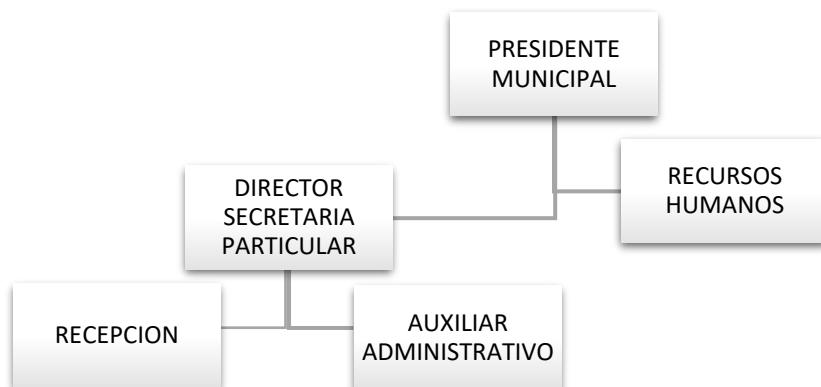 PRESIDENTE
MUNICIPAL
RECURSOS
HUMANOS
DIRECTOR
SECRETARIA
PARTICULAR
RECEPCION
AUXILIAR
ADMINISTRATIVO